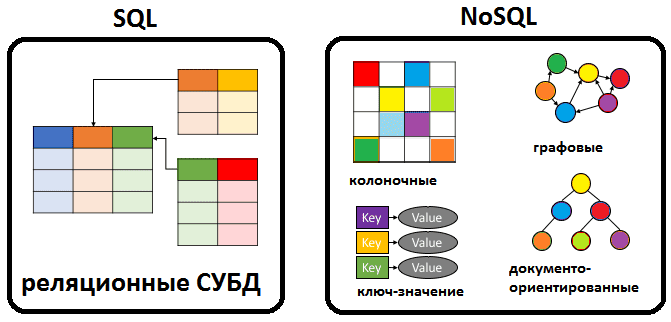 SQL
реляционные СУБД
NoSQL
колоночные
графовые
Key Value
Key Value
Key Value
ключ-значение
документо-
ориентированные